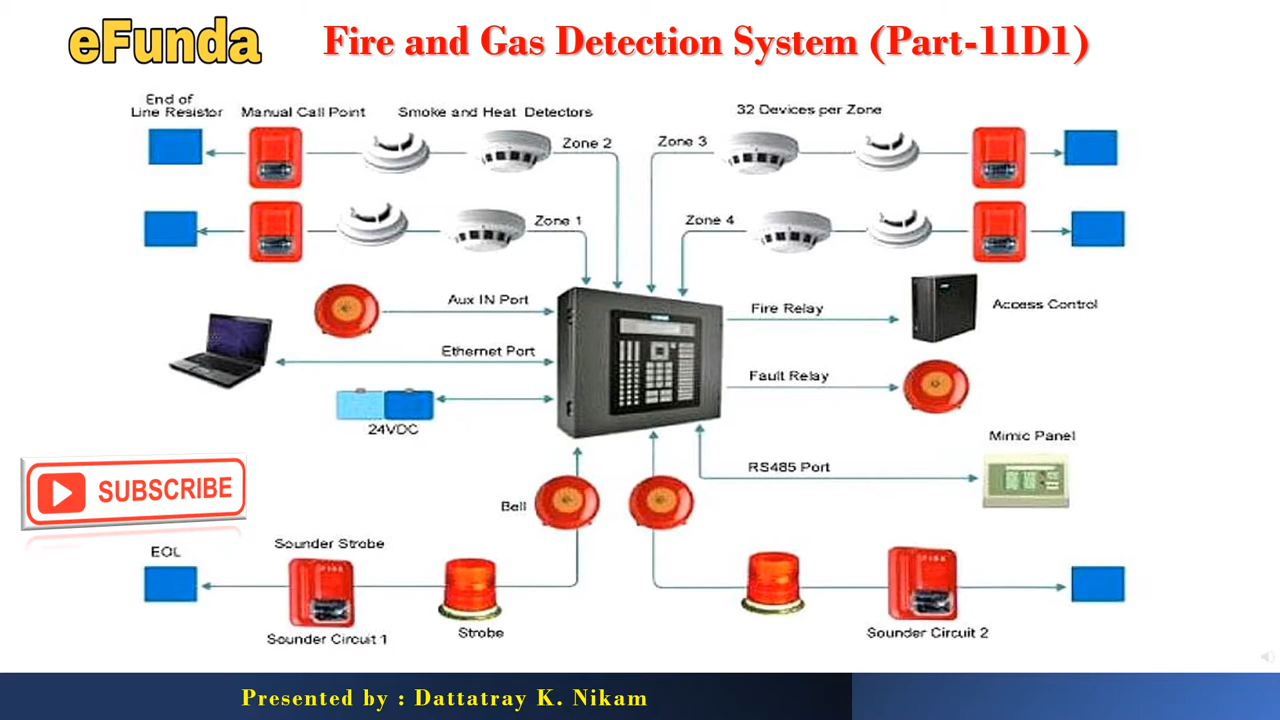 eFunda
Fire and Gas Detection System (Part-11D1)
End of
Line Resistor
Manual Call Point
Smoke and Heat Detectors
32 Devices per Zone
Zone 2
Zone 3
Zone 1
Zone 4
Aux IN Port
Fire Relay
Access Control
Ethernet Port
Fault Relay
24VDC
Mimic Panel
RS485 Port
SUBSCRIBE
Bell
EOL
Sounder Strobe
FIRE
FIRE
Strobe
Sounder Circuit 1
Sounder Circuit 2
Presented by : Dattatray K. Nikam